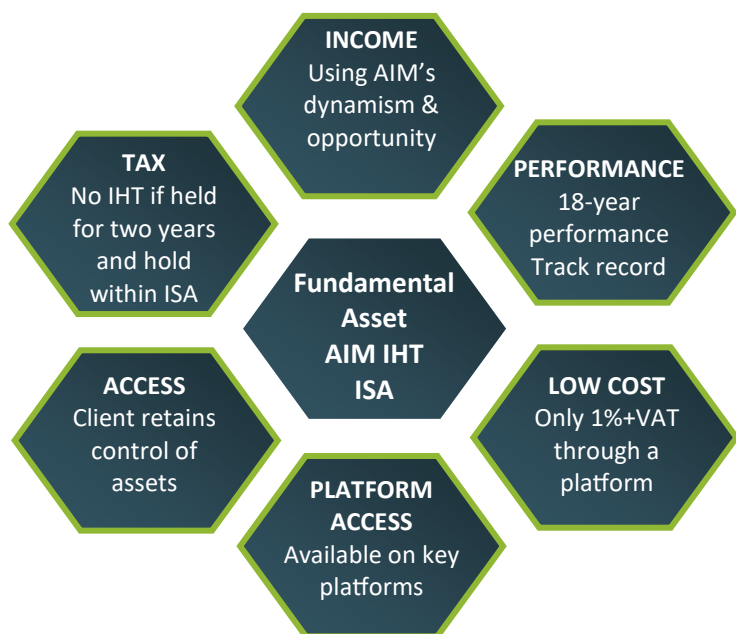 INCOME
Using AIM's
dynamism &
opportunity
TAX
No IHT if held
for two years
and hold
within ISA
PERFORMANCE
18-year
performance
Track record
Fundamental
Asset
AIM IHT
ISA
ACCESS
Client retains
control of
assets
LOW COST
Only 1%+VAT
through a
platform
PLATFORM
ACCESS
Available on key
platforms